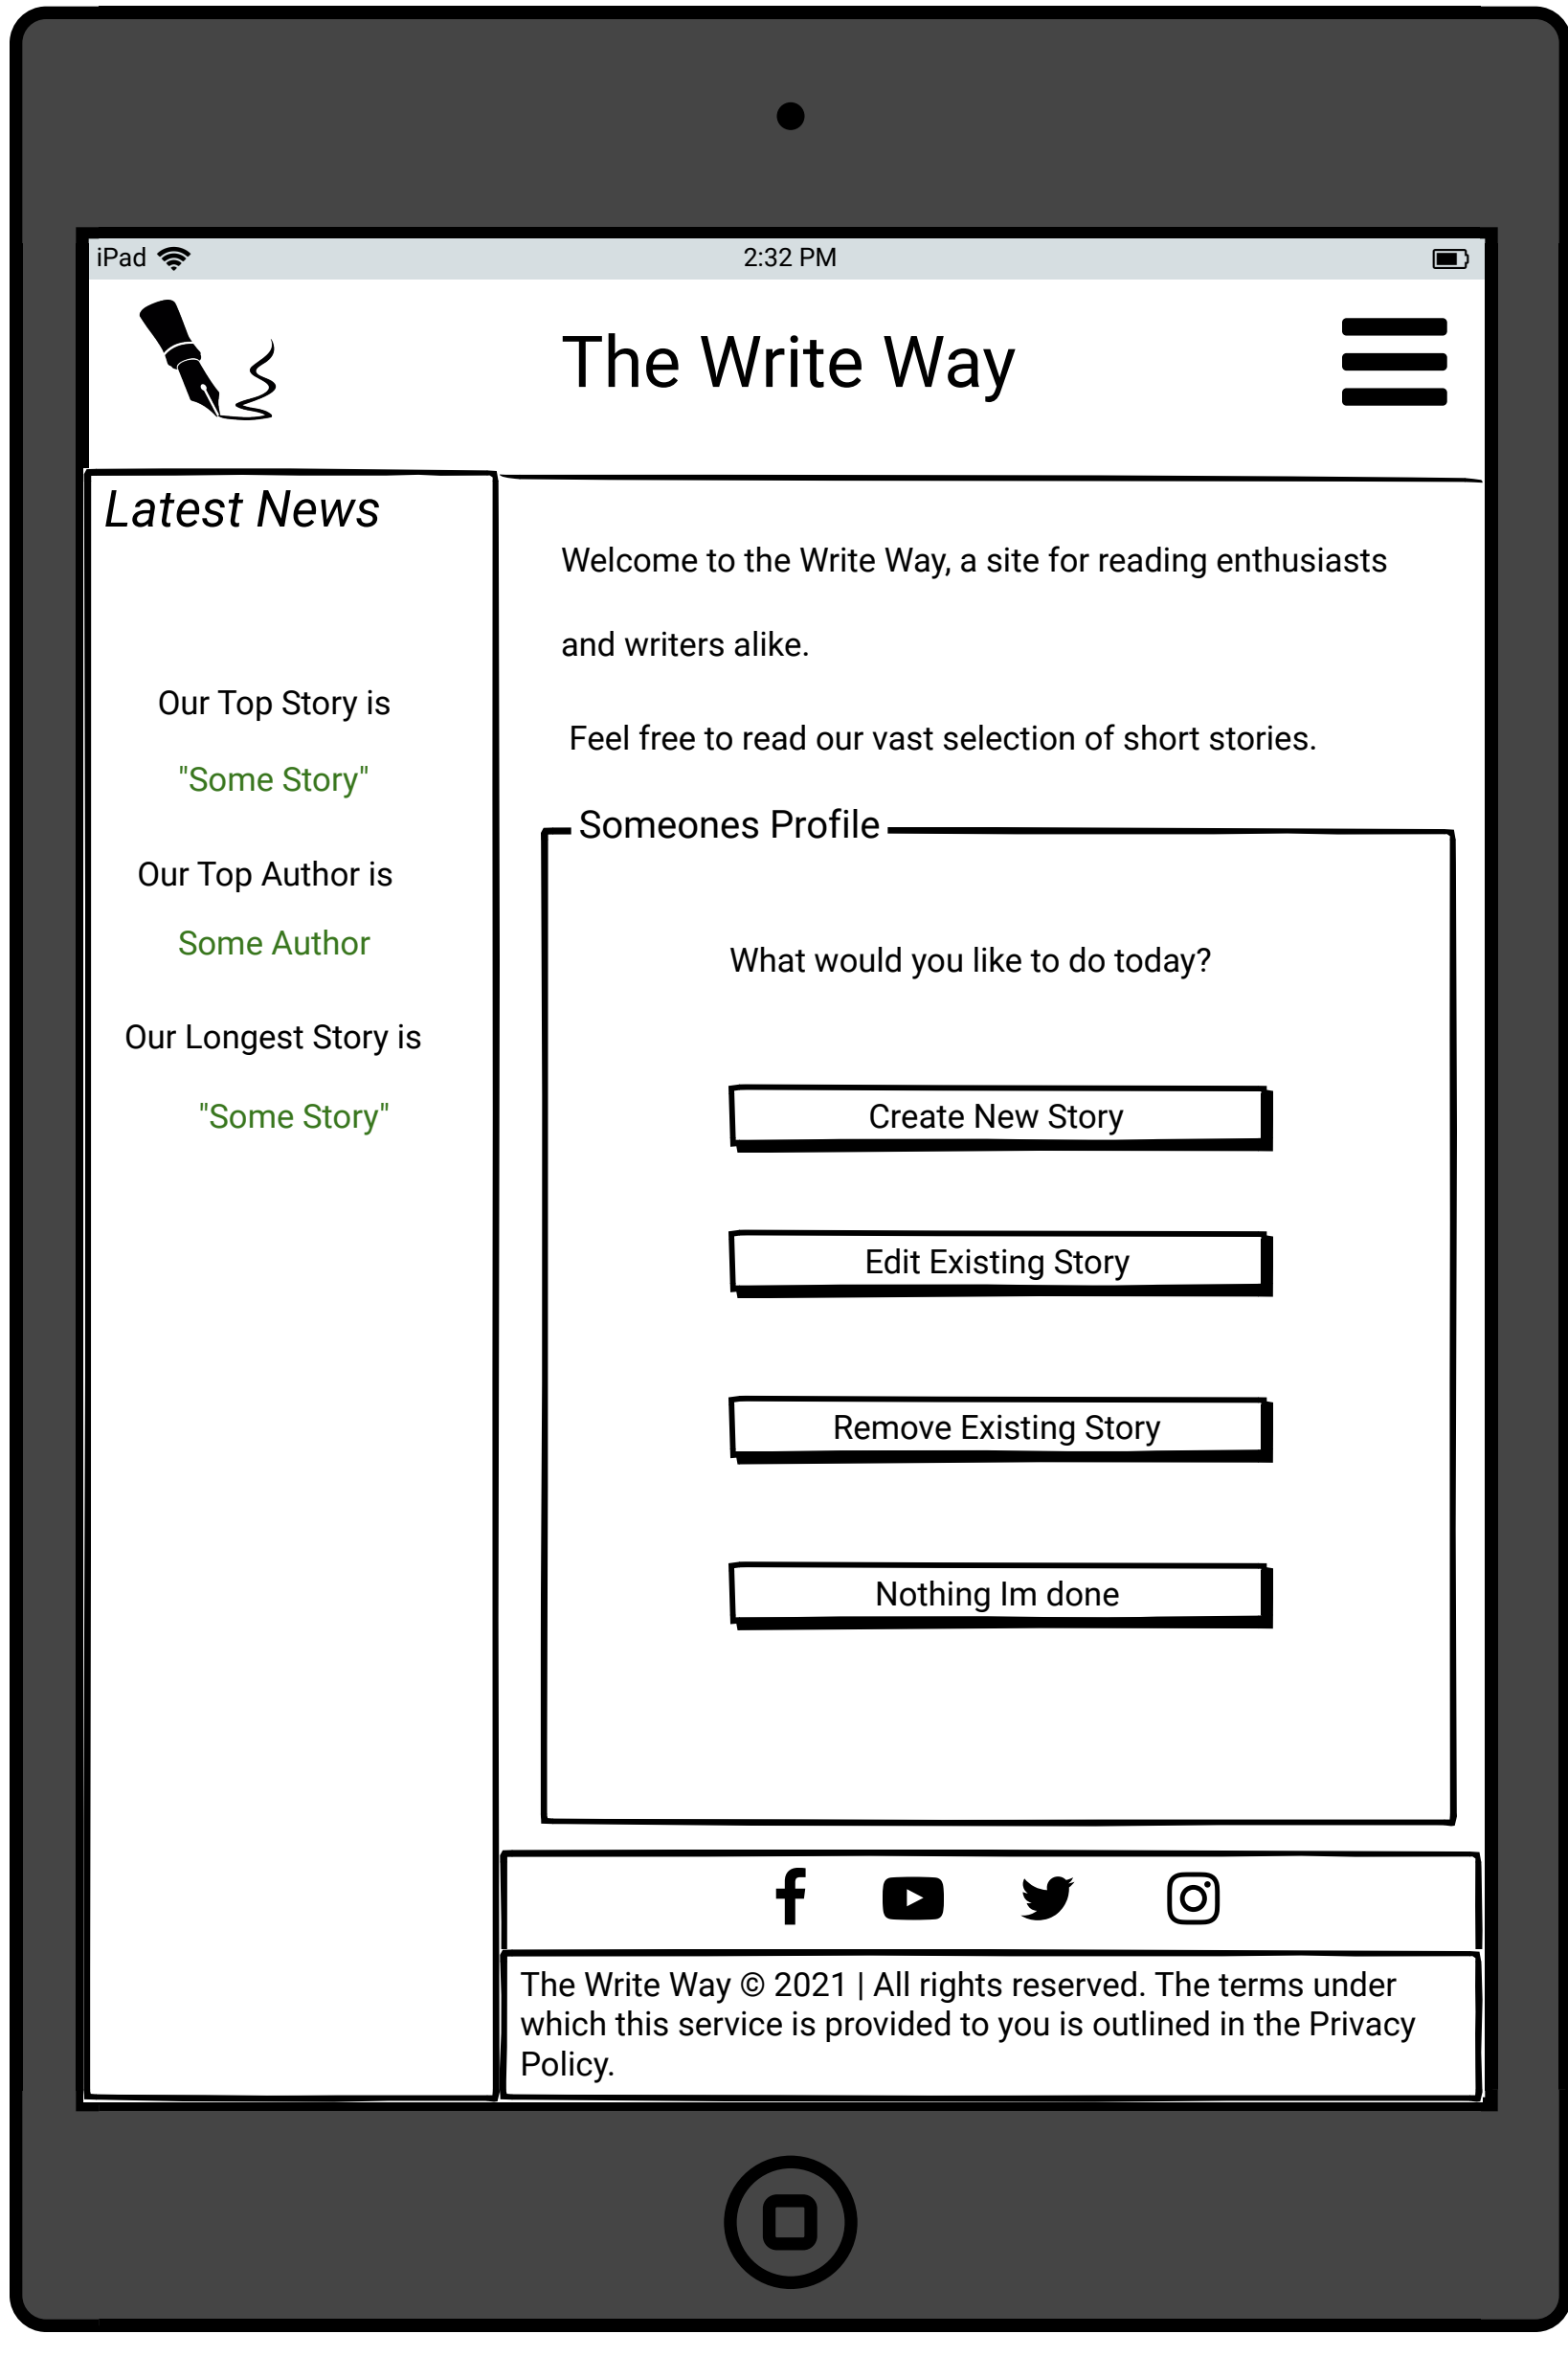 iPad
2:32 PM
The Write Way
Latest News
Our Top Story is
"Some Story"
Our Top Author is
Some Author
Our Longest Story is
"Some Story"
Welcome to the Write Way, a site for reading enthusiasts
and writers alike.
Feel free to read our vast selection of short stories.
Someones Profile
What would you like to do today?
Create New Story
Edit Existing Story
Remove Existing Story
Nothing Im done
The Write Way © 2021 | All rights reserved. The terms under
which this service is provided to you is outlined in the Privacy
Policy.